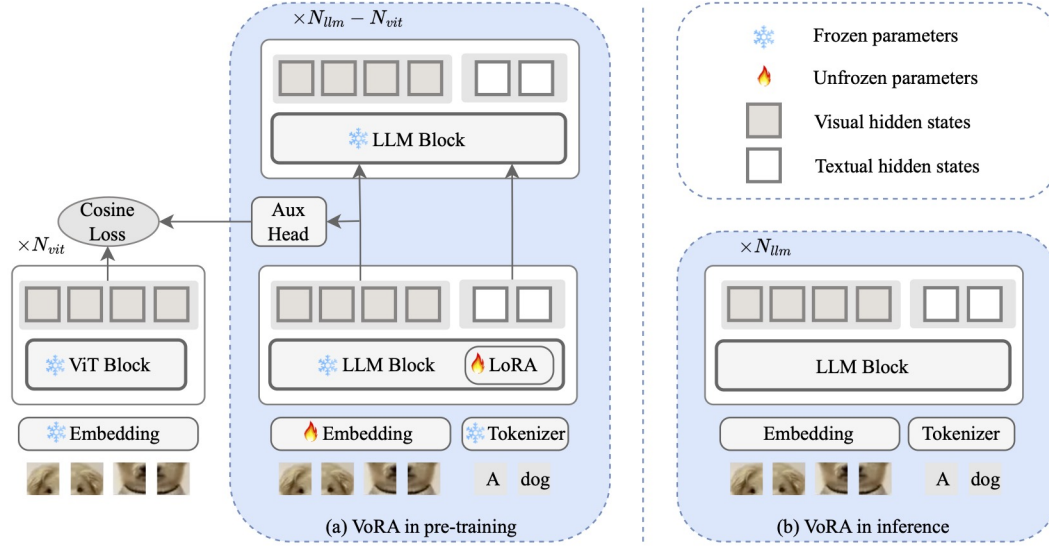 × N_llm − N_vit
LLM Block
Cosine
Loss
Aux
Head
× N_vit
ViT Block
LLM Block
LoRA
Embedding
Embedding
Tokenizer
A dog
(a) VoRA in pre-training
Frozen parameters
Unfrozen parameters
Visual hidden states
Textual hidden states
× N_llm
LLM Block
Embedding
Tokenizer
A dog
(b) VoRA in inference